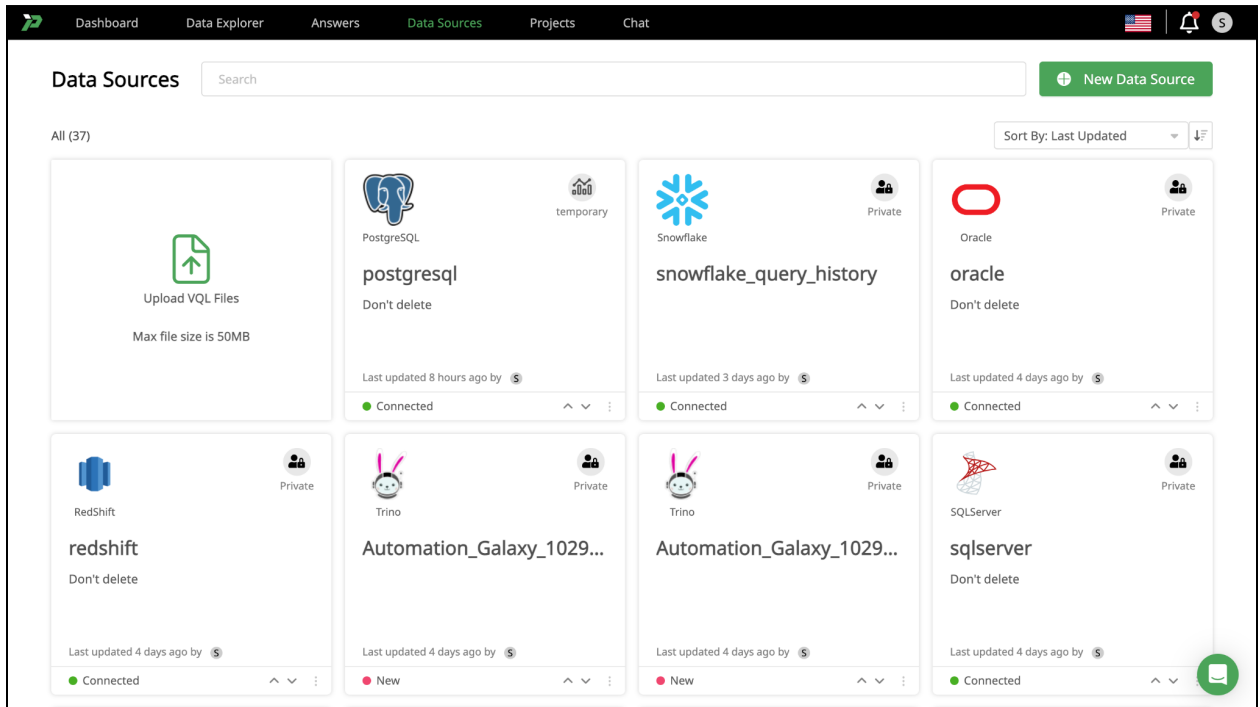 Dashboard Data Explorer Answers Data Sources Projects Chat S
Data Sources Search New Data Source
All (37) Sort By: Last Updated
Upload VQL Files
Max file size is 50MB
PostgreSQL temporary
postgresql
Don't delete
Last updated 8 hours ago by S
Connected
Snowflake Private
snowflake_query_history
Last updated 3 days ago by S
Connected
Oracle Private
oracle
Don't delete
Last updated 4 days ago by S
Connected
RedShift Private
redshift
Don't delete
Last updated 4 days ago by S
Connected
Trino Private
Automation_Galaxy_1029...
Last updated 4 days ago by S
New
Trino Private
Automation_Galaxy_1029...
Last updated 4 days ago by S
New
SQLServer Private
sqlserver
Don't delete
Last updated 4 days ago by S
Connected